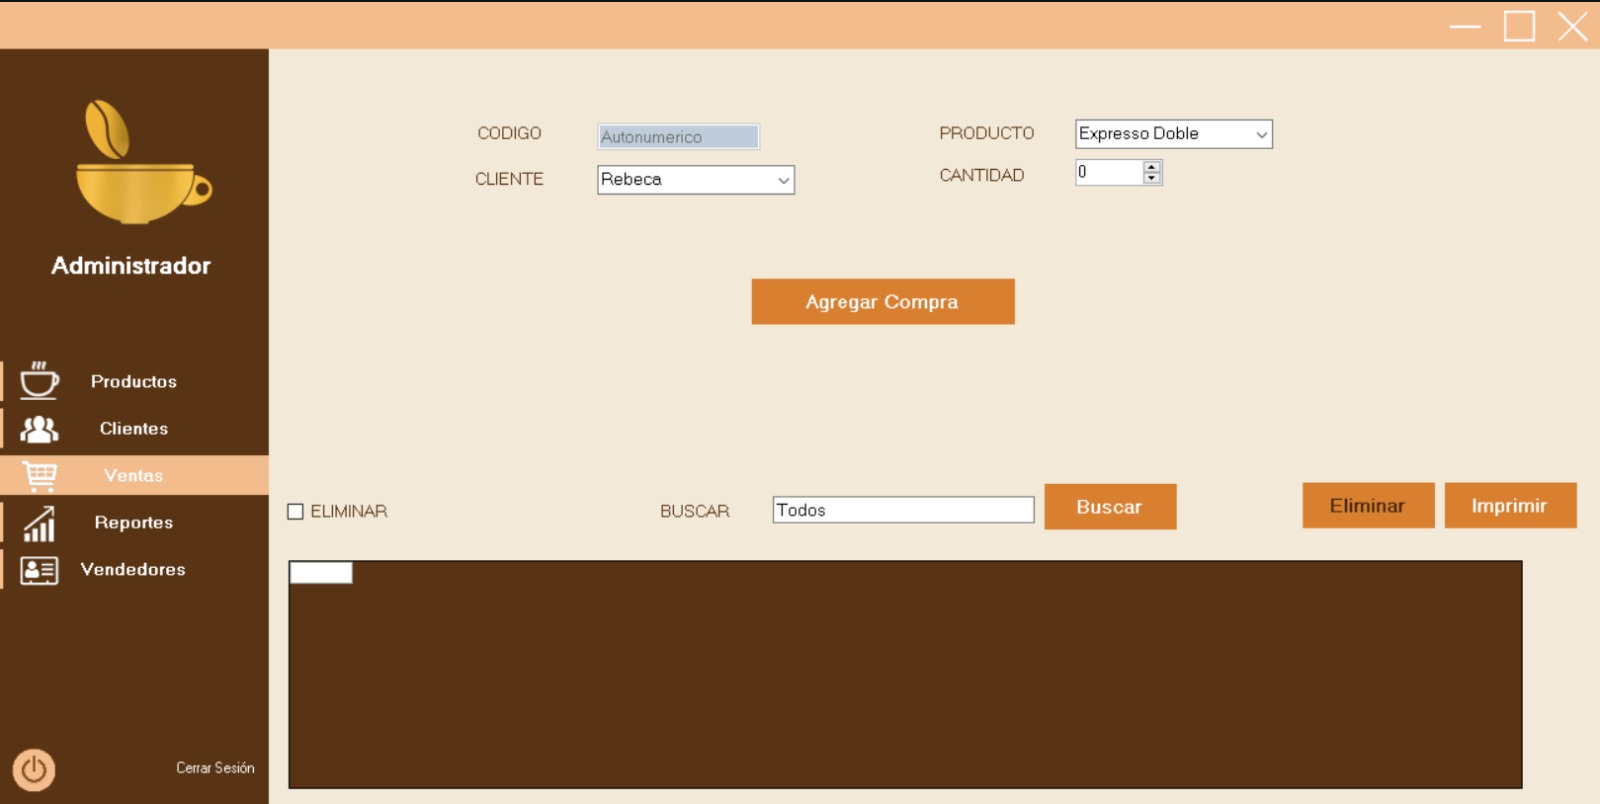 Administrador
Productos
Clientes
Ventas
Reportes
Vendedores
Cerrar Sesión
CODIGO Autonumerico PRODUCTO Expresso Doble
CLIENTE Rebeca CANTIDAD 0
Agregar Compra
ELIMINAR BUSCAR Todos Buscar Eliminar Imprimir